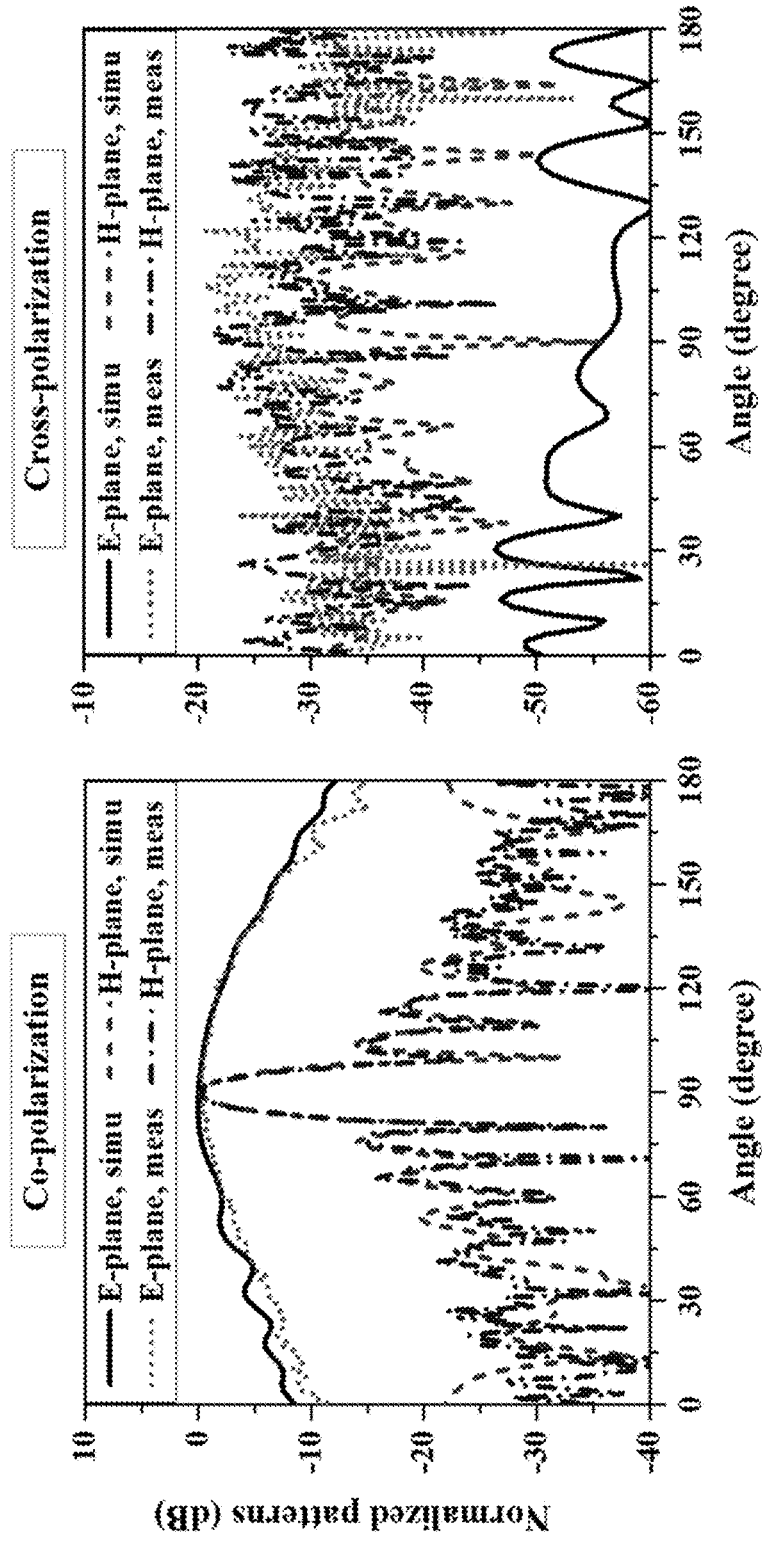 Co-polarization
E-plane, simu
H-plane, simu
E-plane, meas
H-plane, meas
Normalized patterns (dB)
10
0
-10
-20
-30
-40
0
30
60
90
120
150
180
Angle (degree)
Cross-polarization
E-plane, simu
H-plane, simu
E-plane, meas
H-plane, meas
-10
-20
-30
-40
-50
-60
0
30
60
90
120
150
180
Angle (degree)